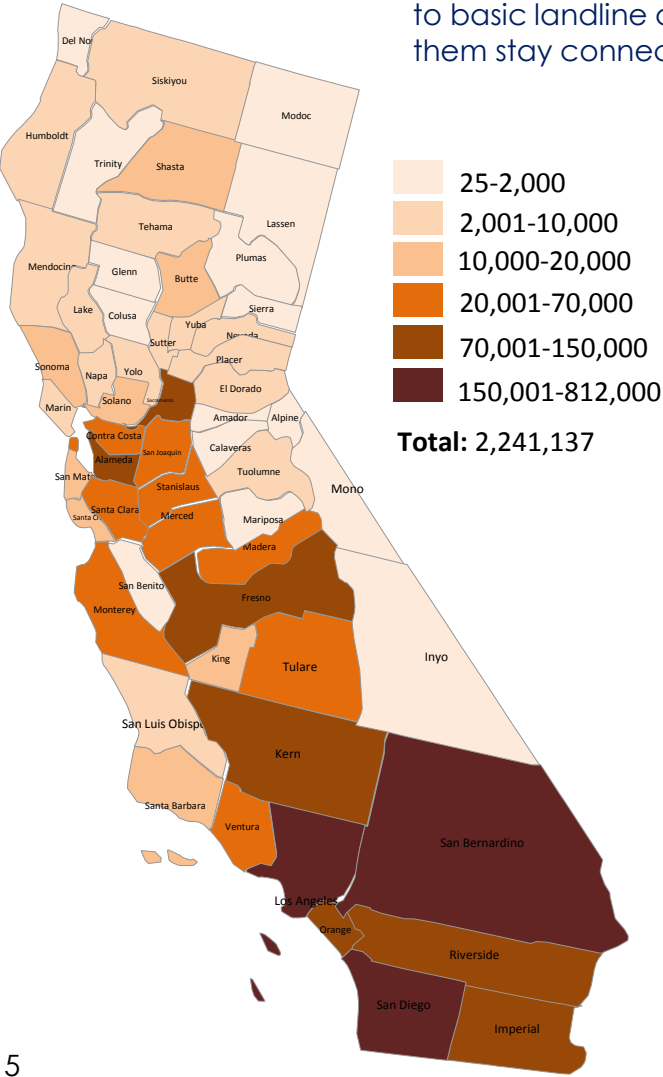 to basic landline
them stay connec
Del No
Siskiyou
Modoc
Humboldt
Trinity
Shasta
Lassen
Tehama
Plumas
Mendocin
Glenn
Butte
Lake
Colusa
Sierra
Yuba
Sutter
Nevada
Placer
Sonoma
Napa
Yolo
El Dorado
Solano
Sacramento
Marin
Amador
Alpine
Contra Costa
San Joaquin
Calaveras
Alameda
Tuolumne
San Mat
Stanislaus
Mono
Santa Clara
Merced
Santa C
Mariposa
Madera
San Benito
Fresno
Monterey
King
Tulare
Inyo
San Luis Obispo
Kern
Santa Barbara
Ventura
San Bernardino
Los Angeles
Orange
Riverside
San Diego
Imperial
25-2,000
2,001-10,000
10,000-20,000
20,001-70,000
70,001-150,000
150,001-812,000
Total: 2,241,137
5